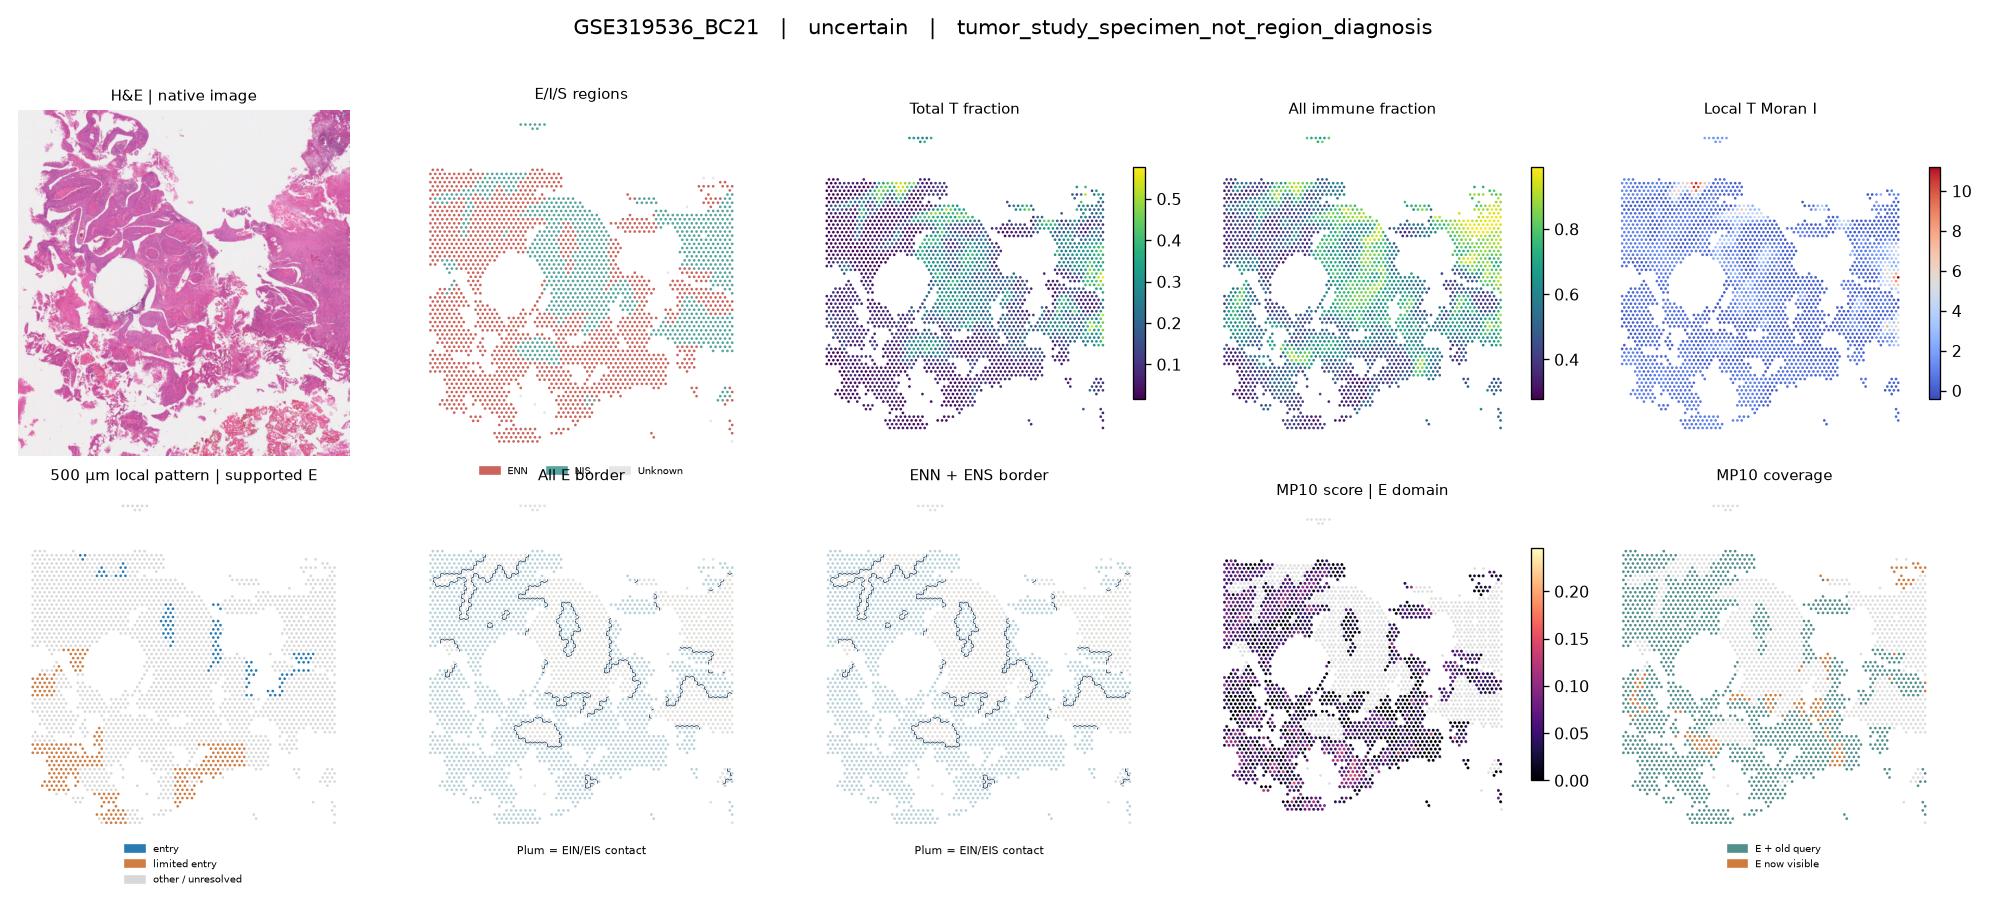 GSE319536_BC21 | uncertain | tumor_study_specimen_not_region_diagnosis
H&E | native image
E/I/S regions
Total T fraction
All immune fraction
Local T Moran I
0.5
0.4
0.3
0.2
0.1
0.8
0.6
0.4
10
8
6
4
2
0
ENN NIS Unknown
500 µm local pattern | supported E
All E border
ENN + ENS border
MP10 score | E domain
MP10 coverage
0.20
0.15
0.10
0.05
0.00
entry
limited entry
other / unresolved
Plum = EIN/EIS contact
Plum = EIN/EIS contact
E + old query
E now visible